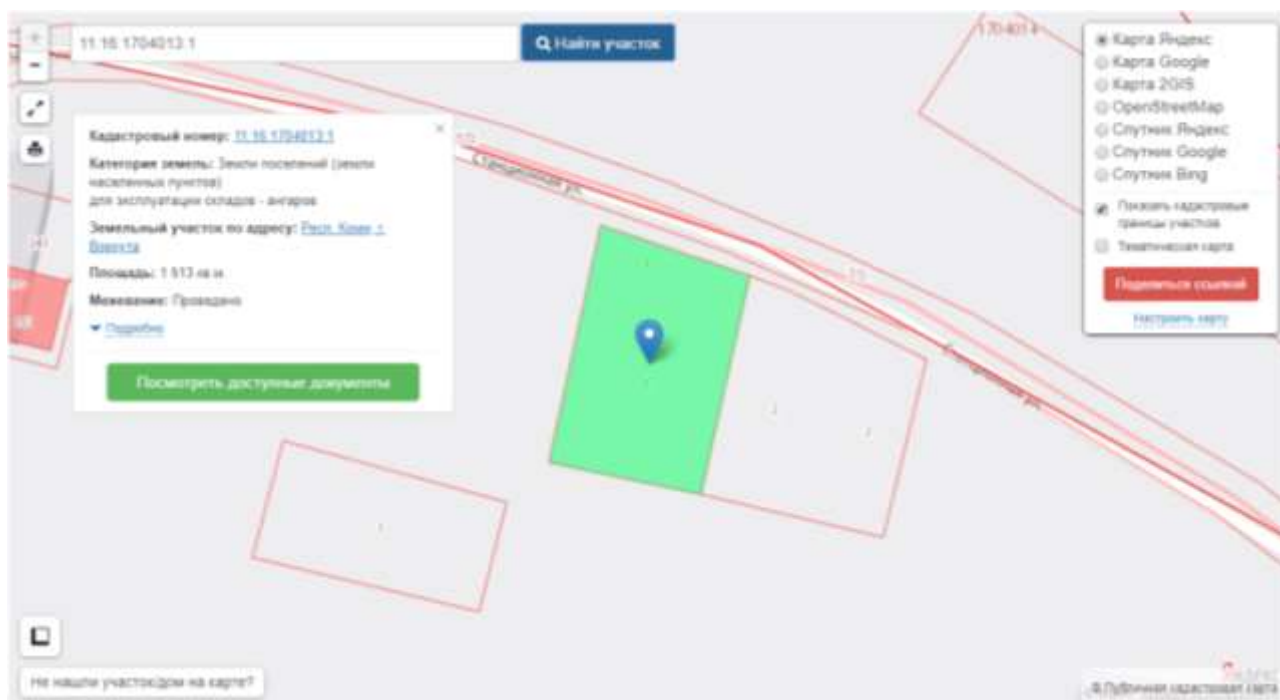 11:16:1704013:1
Найти участок
1704014
Карта Яндекс
Карта Google
Карта 2GIS
OpenStreetMap
Спутник Яндекс
Спутник Google
Спутник Bing
Показать кадастровые
границы участков
Тематическая карта
Поделиться ссылкой
Настроить карту
Кадастровый номер: 11:16:1704013:1
Категория земель: Земли поселений (земли
населенных пунктов)
для эксплуатации складов - ангаров
Земельный участок по адресу: Респ. Коми, г.
Воркута
Площадь: 1 513 кв.м.
Межевание: Проведено
Подробно
Посмотреть доступные документы
Станционная ул.
Станционная ул.
Не нашли участок/дом на карте?
© Публичная кадастровая карта